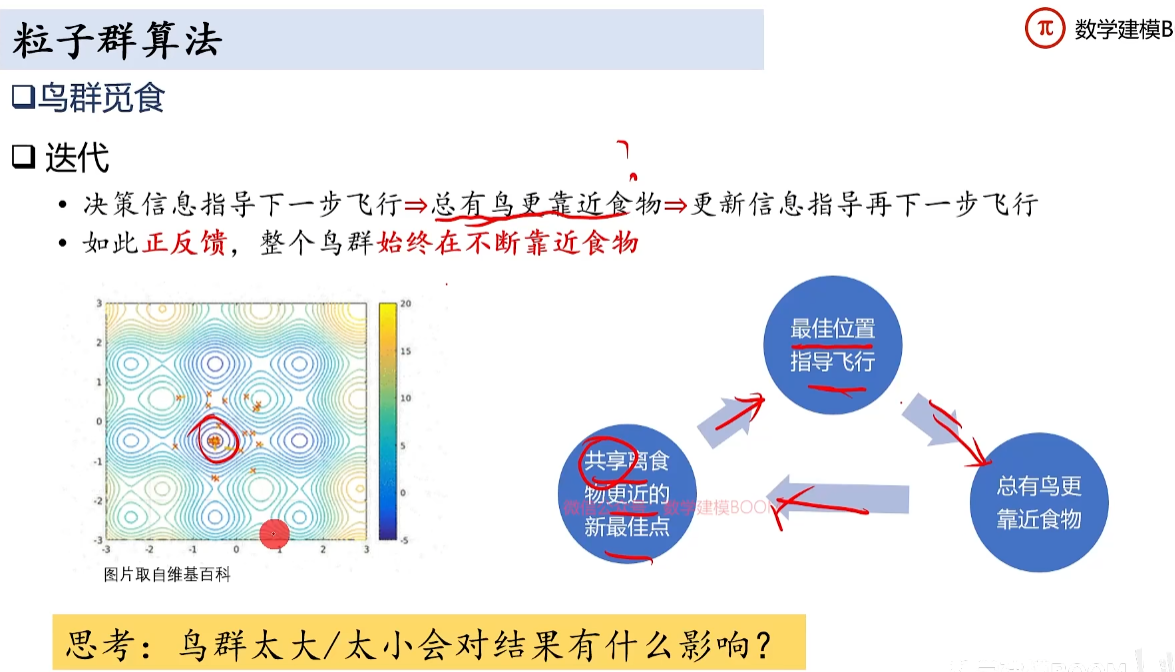 粒子群算法
π 数学建模B
❑鸟群觅食
❑ 迭代
• 决策信息指导下一步飞行⇒总有鸟更靠近食物⇒更新信息指导再下一步飞行
• 如此正反馈，整个鸟群始终在不断靠近食物
3
2
1
0
-1
-2
-3
-3 -2 -1 0 1 2 3
20
15
10
5
0
-5
图片取自维基百科
最佳位置
指导飞行
共享离食
物更近的
新最佳点
总有鸟更
靠近食物
数学建模BOO
思考：鸟群太大/太小会对结果有什么影响？